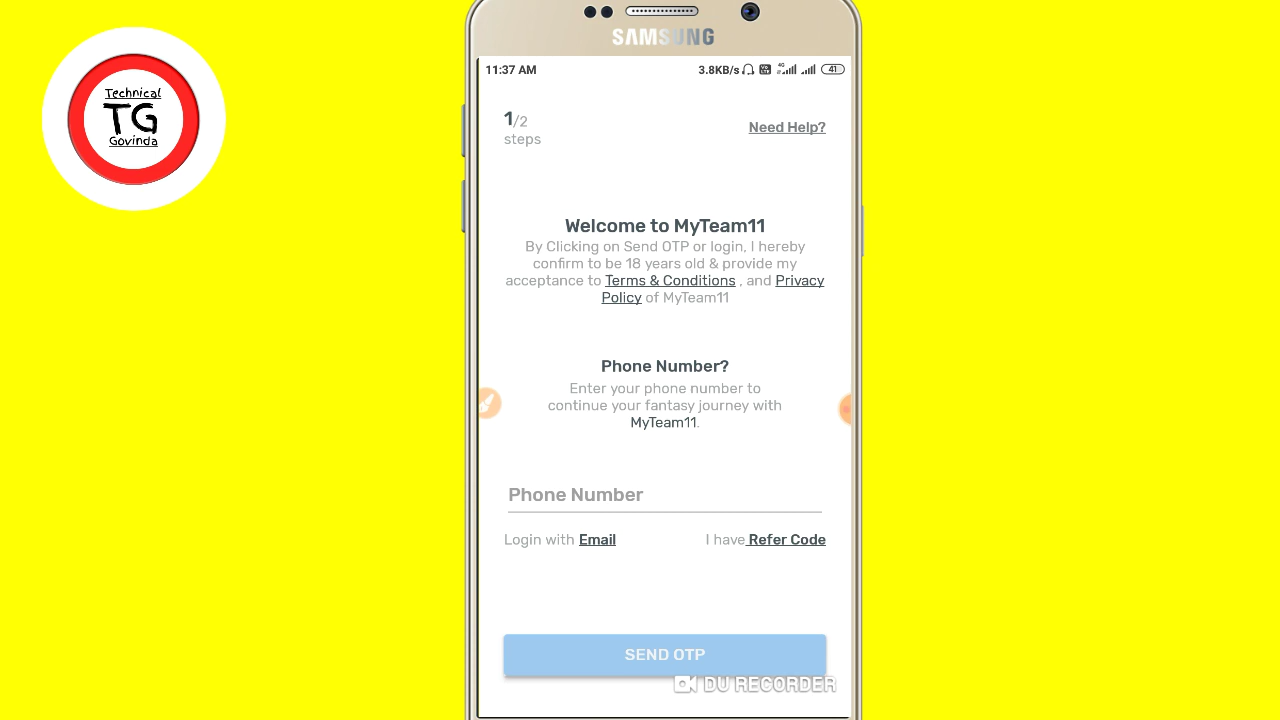 Technical
TG
Govinda
SAMSUNG
11:37 AM
3.8KB/s
4G
41
1/2
steps
Need Help?
Welcome to MyTeam11
By Clicking on Send OTP or login, I hereby
confirm to be 18 years old & provide my
acceptance to Terms & Conditions , and Privacy
Policy of MyTeam11
Phone Number?
Enter your phone number to
continue your fantasy journey with
MyTeam11.
Phone Number
Login with Email
I have Refer Code
SEND OTP
DU RECORDER